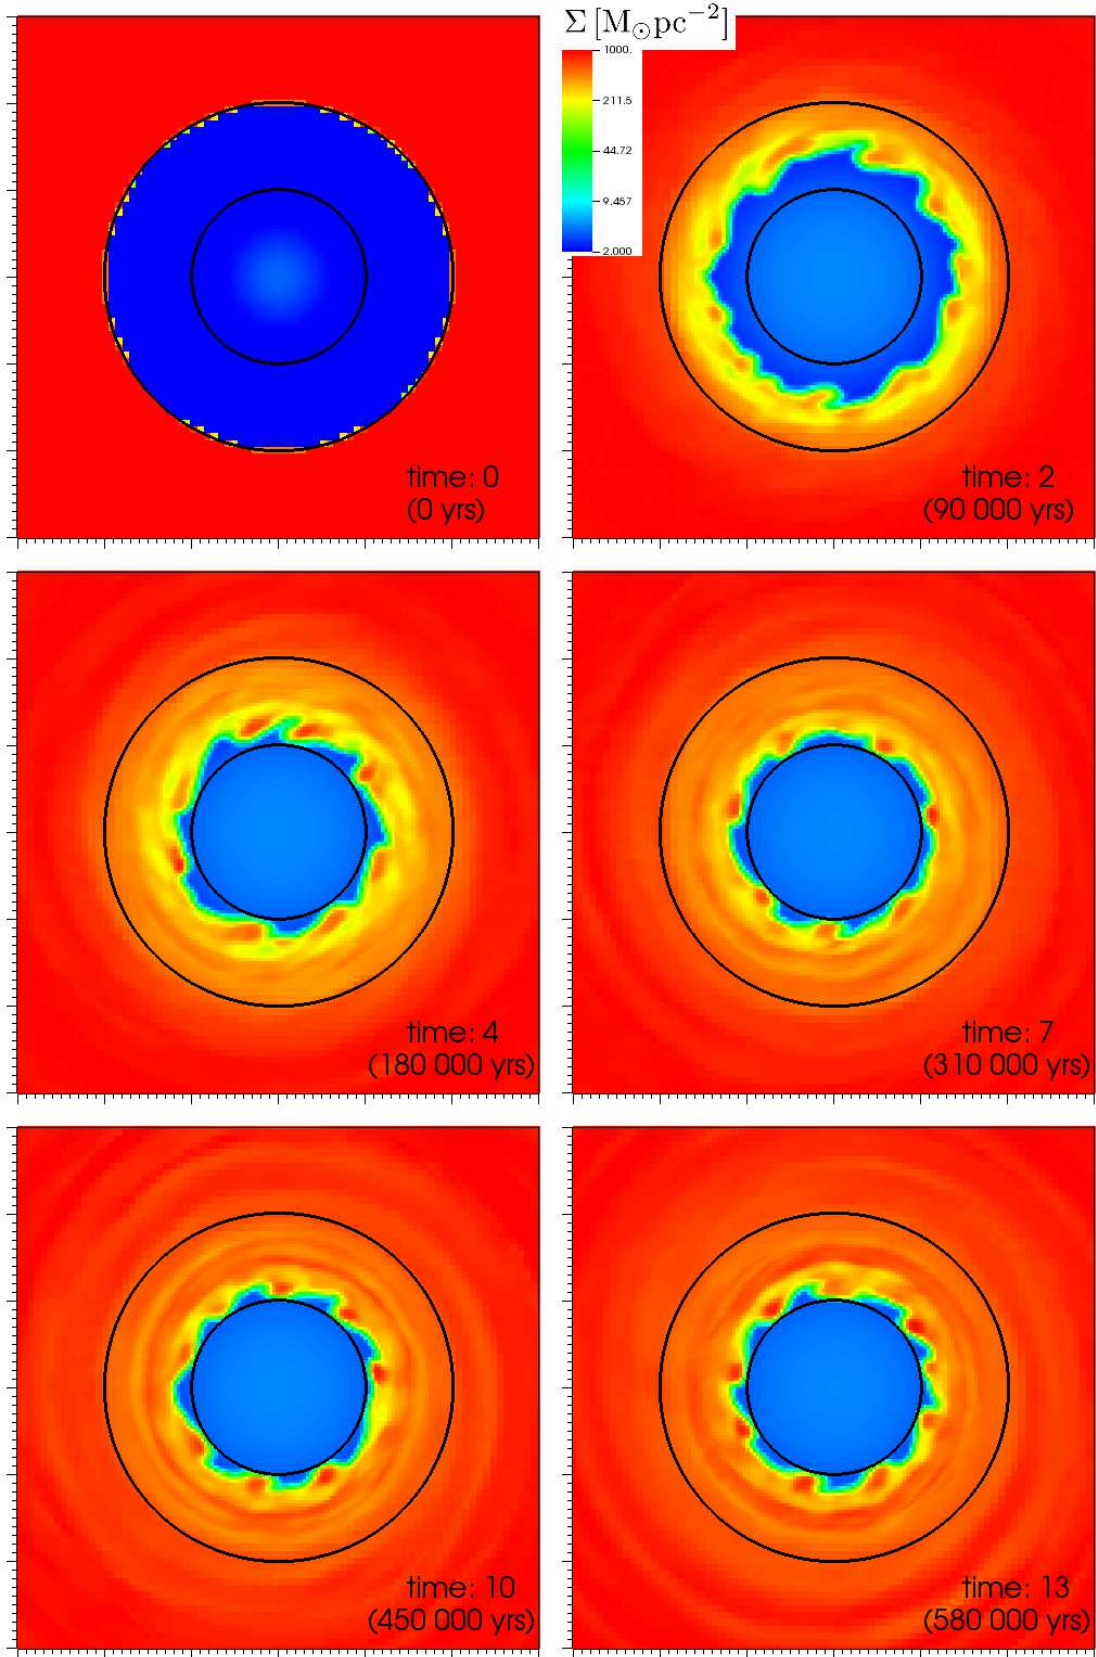 Σ [M⊙pc⁻²]
1000.
211.5
44.72
9.457
2.000
time: 0
(0 yrs)
time: 2
(90 000 yrs)
time: 4
(180 000 yrs)
time: 7
(310 000 yrs)
time: 10
(450 000 yrs)
time: 13
(580 000 yrs)